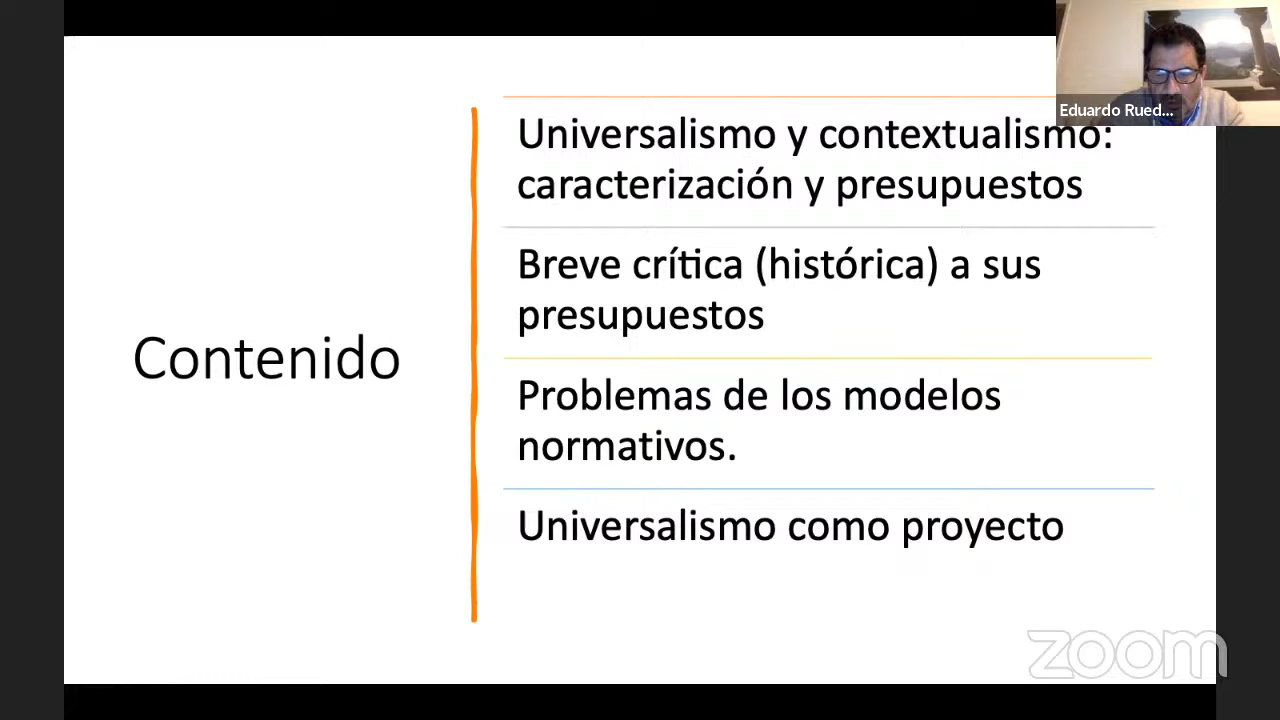 Eduardo Rued...
Universalismo y contextualismo:
caracterización y presupuestos
Breve crítica (histórica) a sus
presupuestos
Contenido
Problemas de los modelos
normativos.
Universalismo como proyecto
zoom